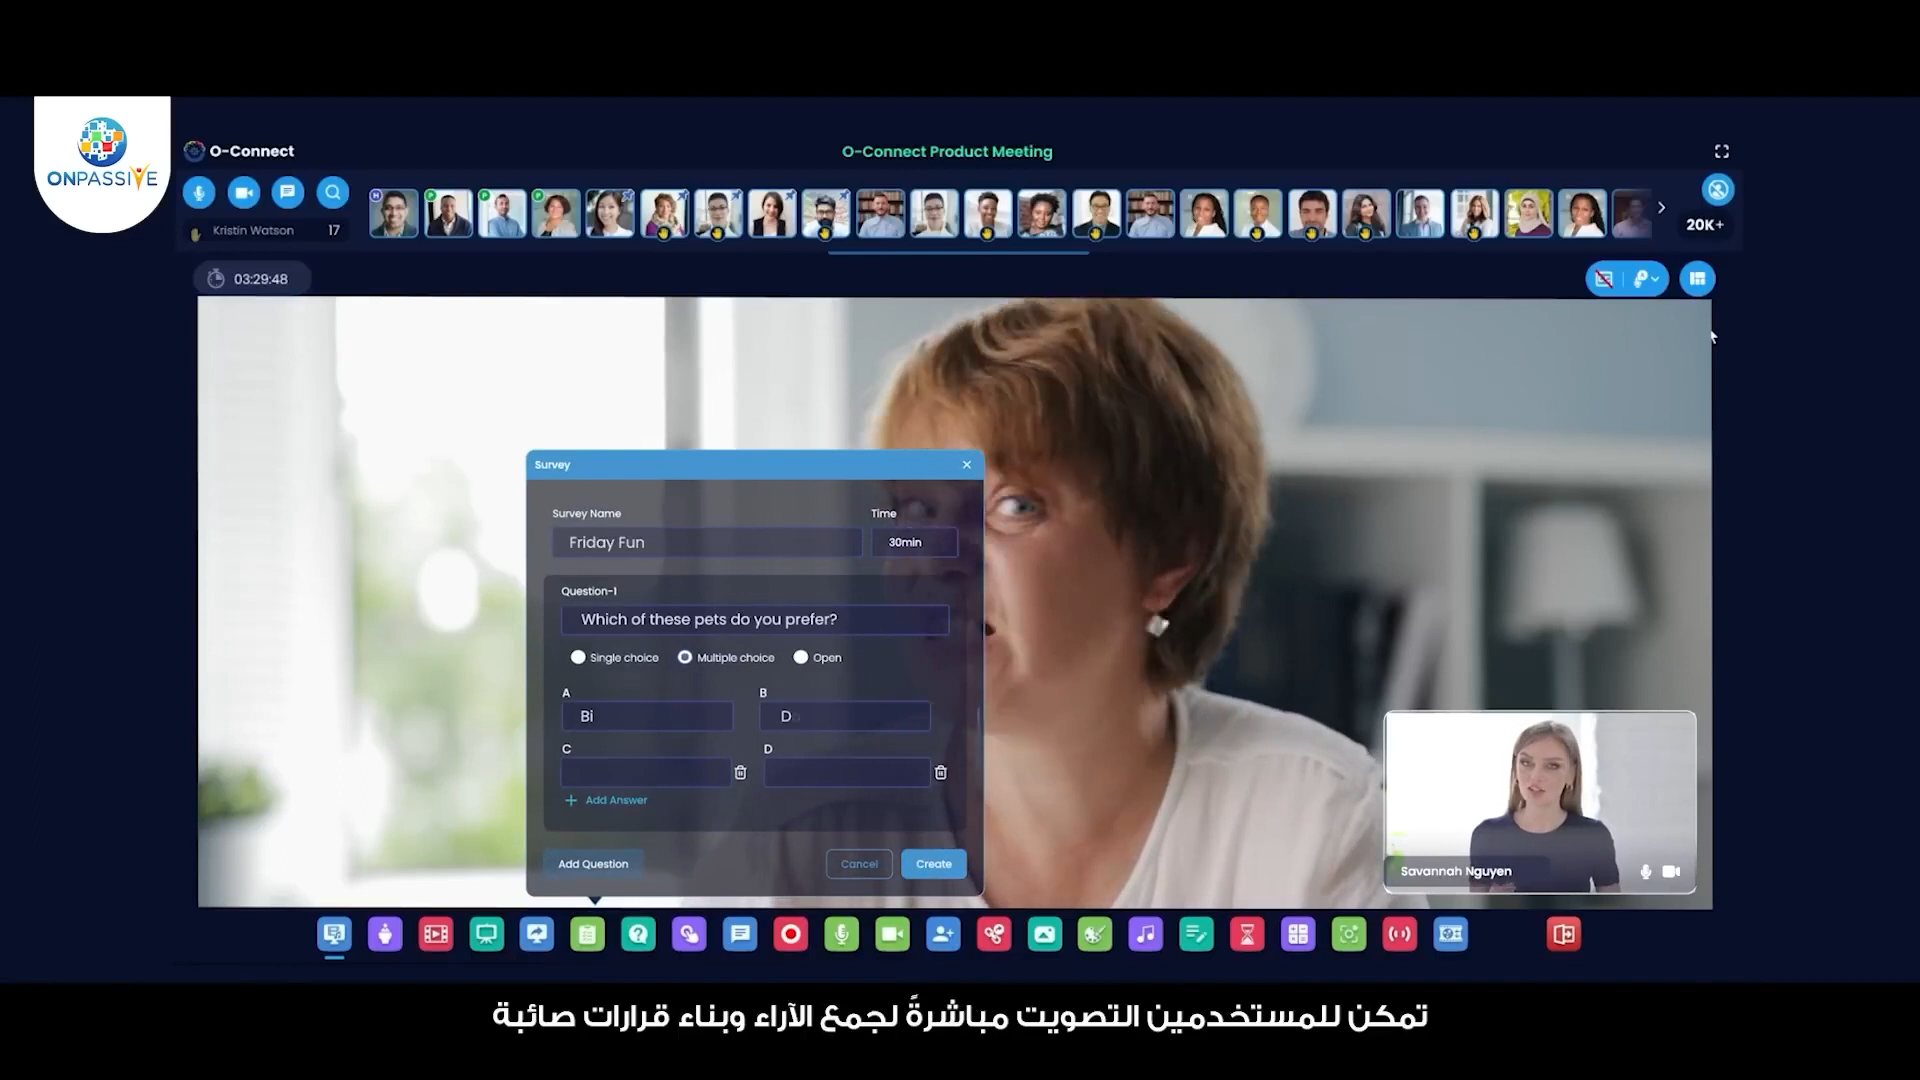 ONPASSIVE
O-Connect
O-Connect Product Meeting
Kristin Watson 17
20K+
03:29:48
Survey
Survey Name
Time
Friday Fun
30min
Question-1
Which of these pets do you prefer?
Single choice
Multiple choice
Open
A
B
Bi
Do
C
D
Add Answer
Add Question
Cancel
Create
Savannah Nguyen
تمكن للمستخدمين التصويت مباشرةً لجمع الآراء وبناء قرارات صائبة